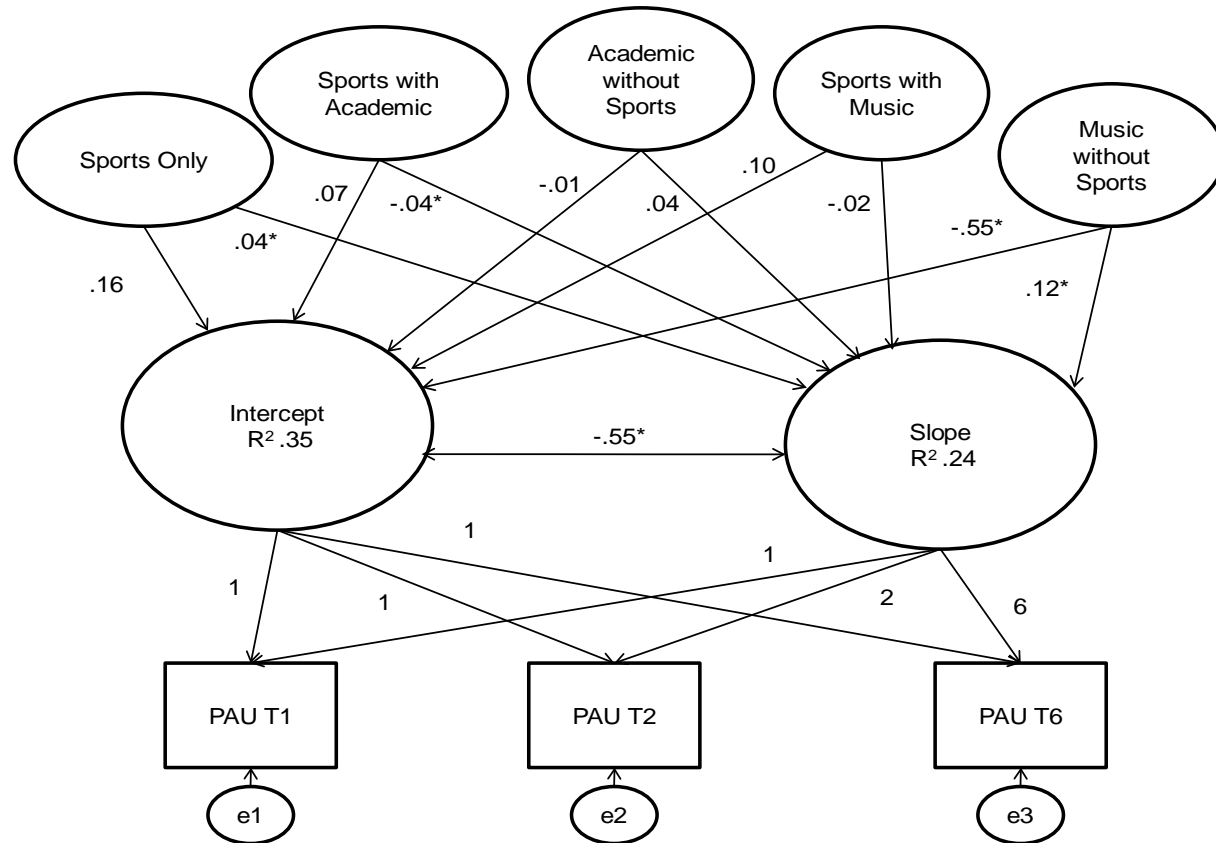 Academic
without
Sports
Sports with
Academic
Sports with
Music
Music
without
Sports
Sports Only
.07
-.04*
-.01
.04
.10
-.02
-.55*
.04*
.16
.12*
Intercept
R² .35
-.55*
Slope
R² .24
1
1
1
1
2
6
PAU T1
PAU T2
PAU T6
e1
e2
e3